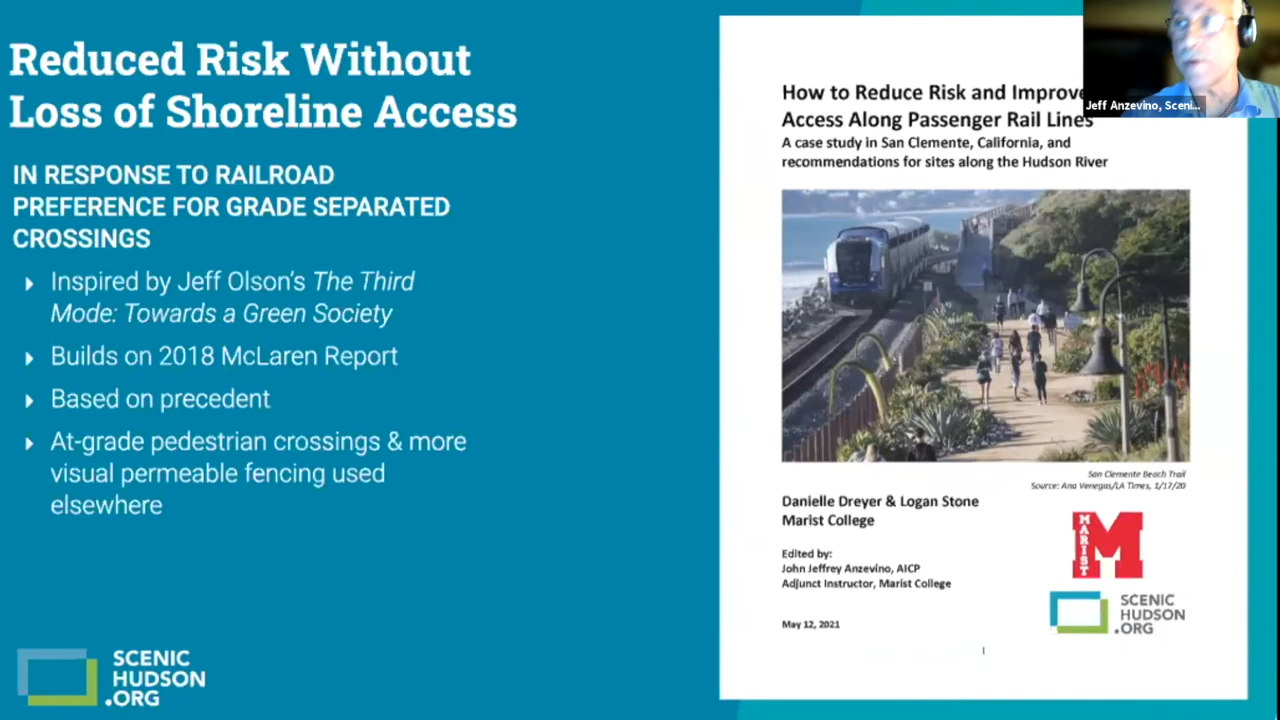 Reduced Risk Without
Loss of Shoreline Access
IN RESPONSE TO RAILROAD
PREFERENCE FOR GRADE SEPARATED
CROSSINGS
Inspired by Jeff Olson's The Third
Mode: Towards a Green Society
Builds on 2018 McLaren Report
Based on precedent
At-grade pedestrian crossings & more
visual permeable fencing used
elsewhere
SCENIC
HUDSON
.ORG
How to Reduce Risk and Improve
Access Along Passenger Rail Lines
A case study in San Clemente, California, and
recommendations for sites along the Hudson River
San Clemente Beach Trail
Source: Ana Venegas/LA Times, 1/17/20
Danielle Dreyer & Logan Stone
Marist College
Edited by:
John Jeffrey Anzevino, AICP
Adjunct Instructor, Marist College
May 12, 2021
MARIST
M
SCENIC
HUDSON
.ORG
Jeff Anzevino, Sceni...